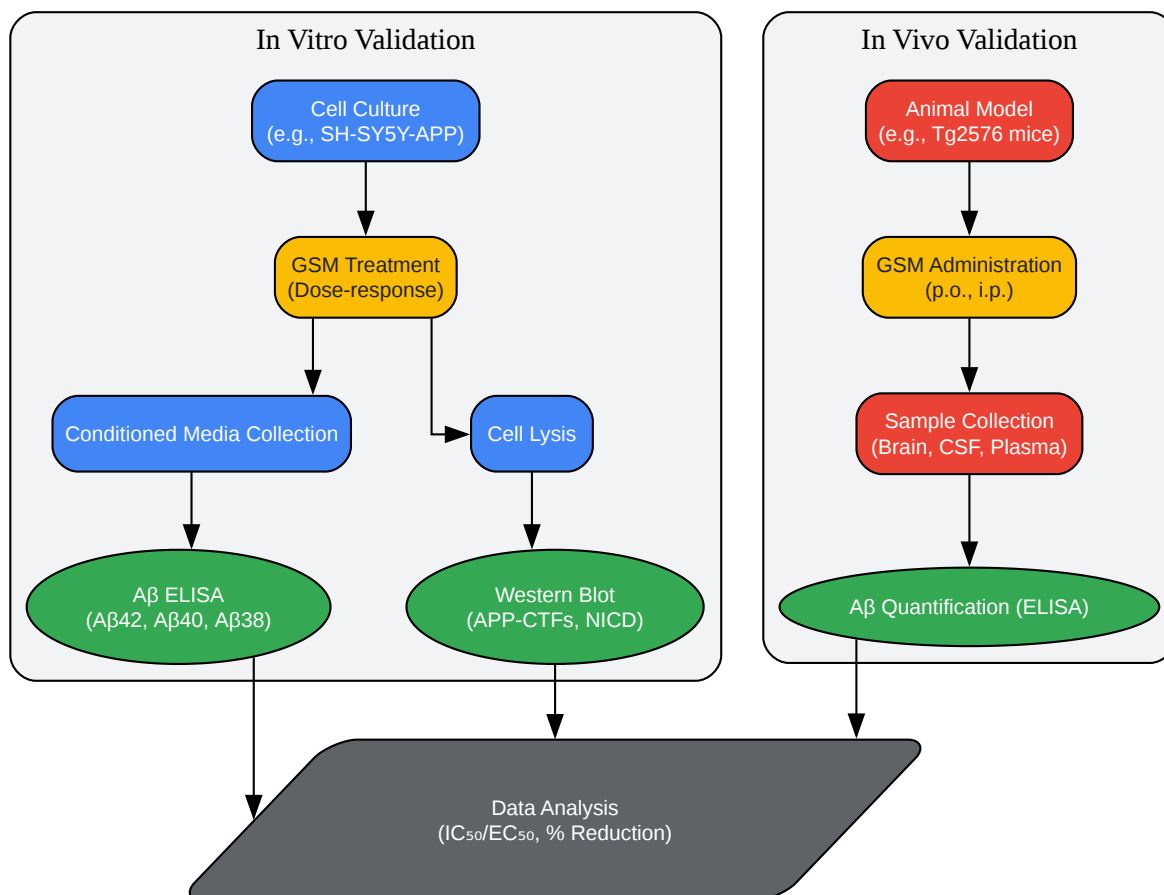 In Vitro Validation
Cell Culture
(e.g., SH-SY5Y-APP)
GSM Treatment
(Dose-response)
Conditioned Media Collection
Cell Lysis
Aβ ELISA
(Aβ42, Aβ40, Aβ38)
Western Blot
(APP-CTFs, NICD)
In Vivo Validation
Animal Model
(e.g., Tg2576 mice)
GSM Administration
(p.o., i.p.)
Sample Collection
(Brain, CSF, Plasma)
Aβ Quantification (ELISA)
Data Analysis
(IC₅₀/EC₅₀, % Reduction)